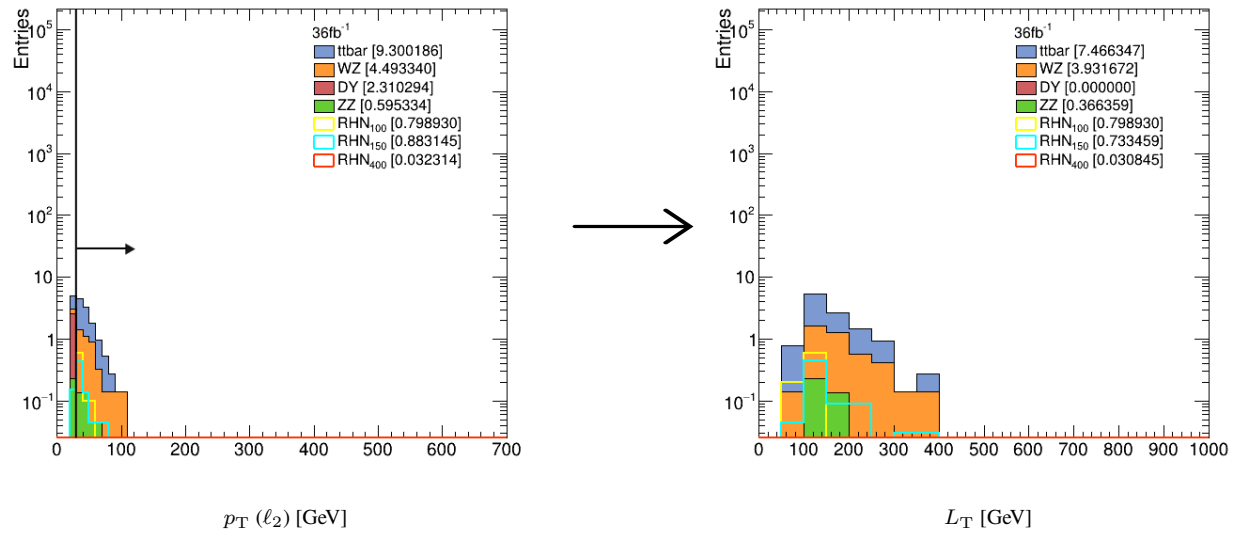 Entries
36fb⁻¹
ttbar [9.300186]
WZ [4.493340]
DY [2.310294]
ZZ [0.595334]
RHN₁₀₀ [0.798930]
RHN₁₅₀ [0.883145]
RHN₄₀₀ [0.032314]
10⁵
10⁴
10³
10²
10
1
10⁻¹
0 100 200 300 400 500 600 700
p_T (ℓ₂) [GeV]
Entries
36fb⁻¹
ttbar [7.466347]
WZ [3.931672]
DY [0.000000]
ZZ [0.366359]
RHN₁₀₀ [0.798930]
RHN₁₅₀ [0.733459]
RHN₄₀₀ [0.030845]
10⁵
10⁴
10³
10²
10
1
10⁻¹
0 100 200 300 400 500 600 700 800 900 1000
L_T [GeV]